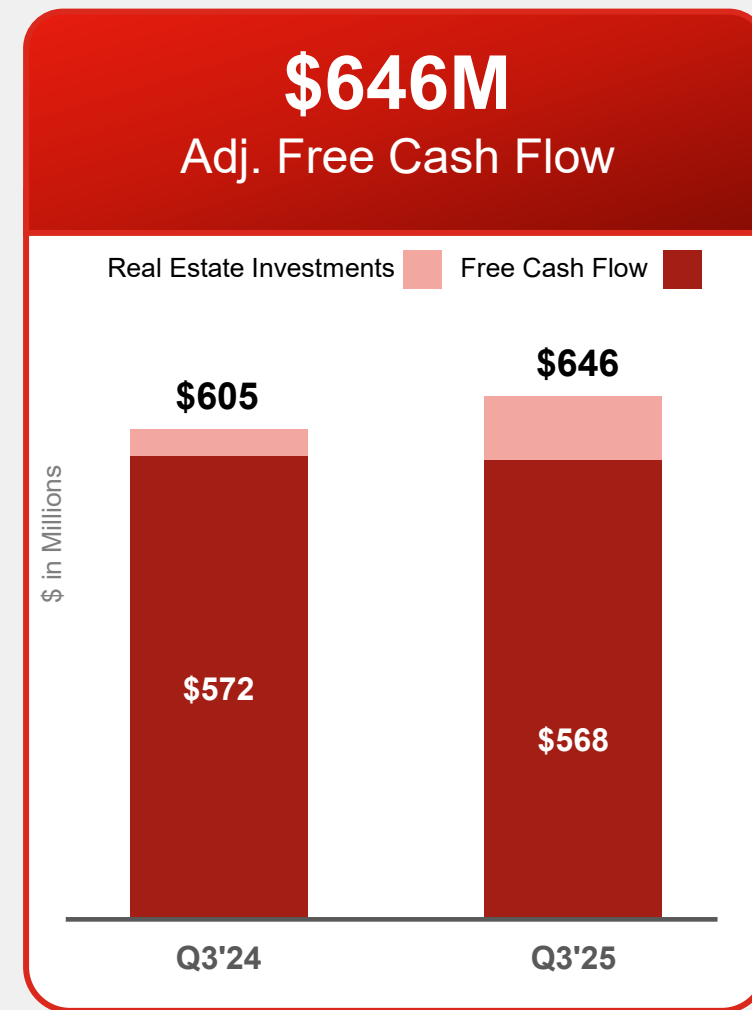 $646M
Adj. Free Cash Flow
Real Estate Investments Free Cash Flow
$605
$646
$ in Millions
$572
$568
Q3'24
Q3'25